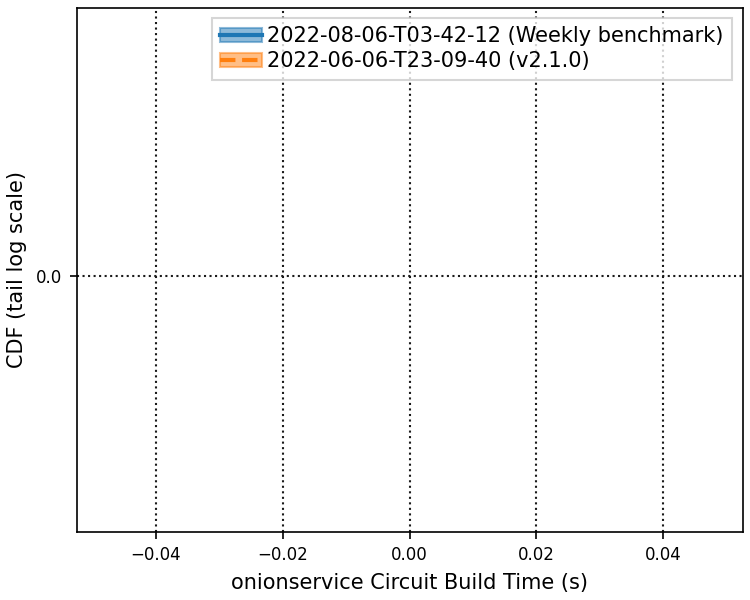 2022-08-06-T03-42-12 (Weekly benchmark)
2022-06-06-T23-09-40 (v2.1.0)
CDF (tail log scale)
0.0
−0.04
−0.02
0.00
0.02
0.04
onionservice Circuit Build Time (s)